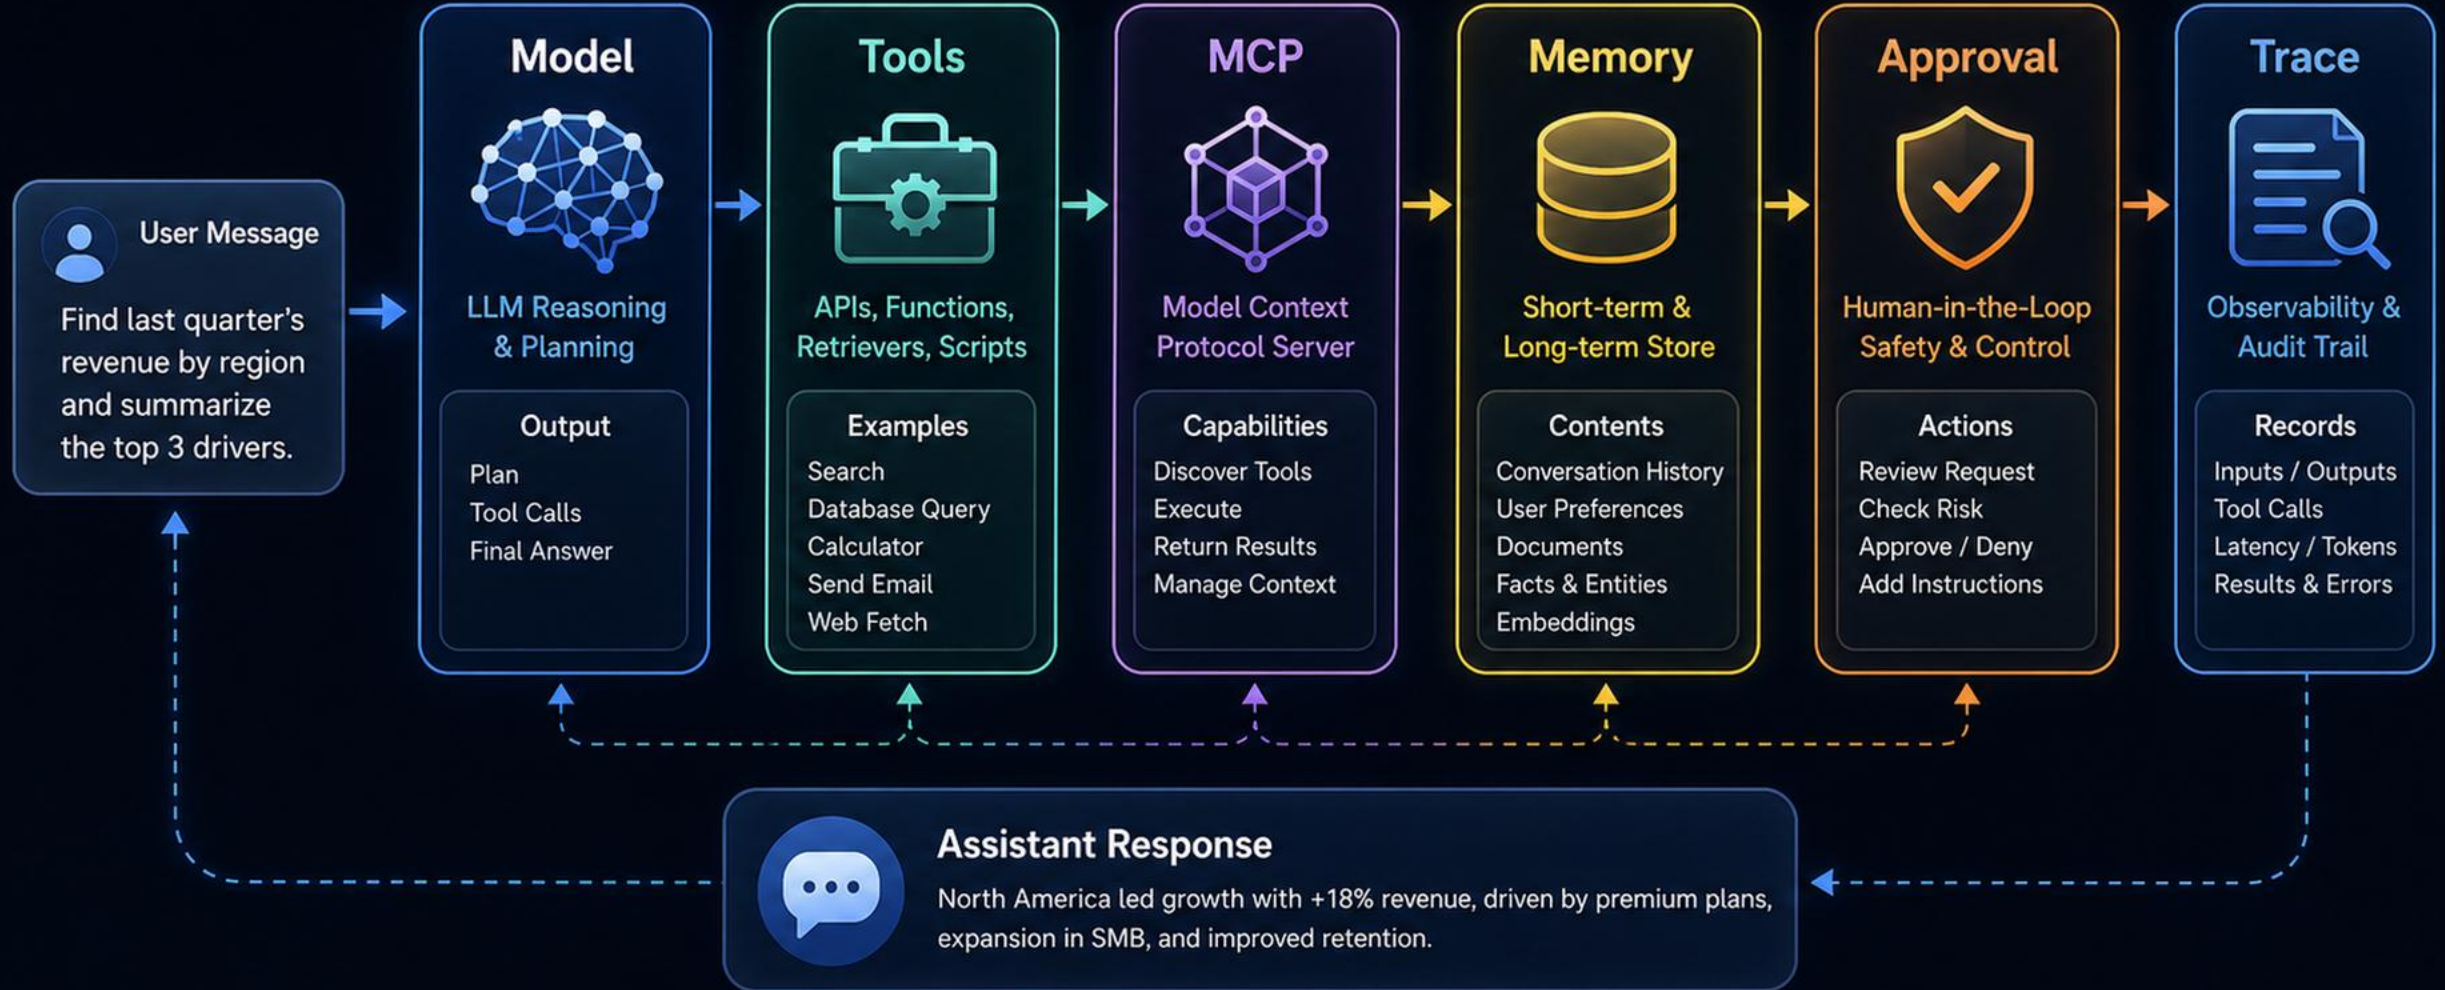 User Message
Find last quarter's
revenue by region
and summarize
the top 3 drivers.
Model
LLM Reasoning
& Planning
Output
Plan
Tool Calls
Final Answer
Tools
APIs, Functions,
Retrievers, Scripts
Examples
Search
Database Query
Calculator
Send Email
Web Fetch
MCP
Model Context
Protocol Server
Capabilities
Discover Tools
Execute
Return Results
Manage Context
Memory
Short-term &
Long-term Store
Contents
Conversation History
User Preferences
Documents
Facts & Entities
Embeddings
Approval
Human-in-the-Loop
Safety & Control
Actions
Review Request
Check Risk
Approve / Deny
Add Instructions
Trace
Observability &
Audit Trail
Records
Inputs / Outputs
Tool Calls
Latency / Tokens
Results & Errors
Assistant Response
North America led growth with +18% revenue, driven by premium plans,
expansion in SMB, and improved retention.